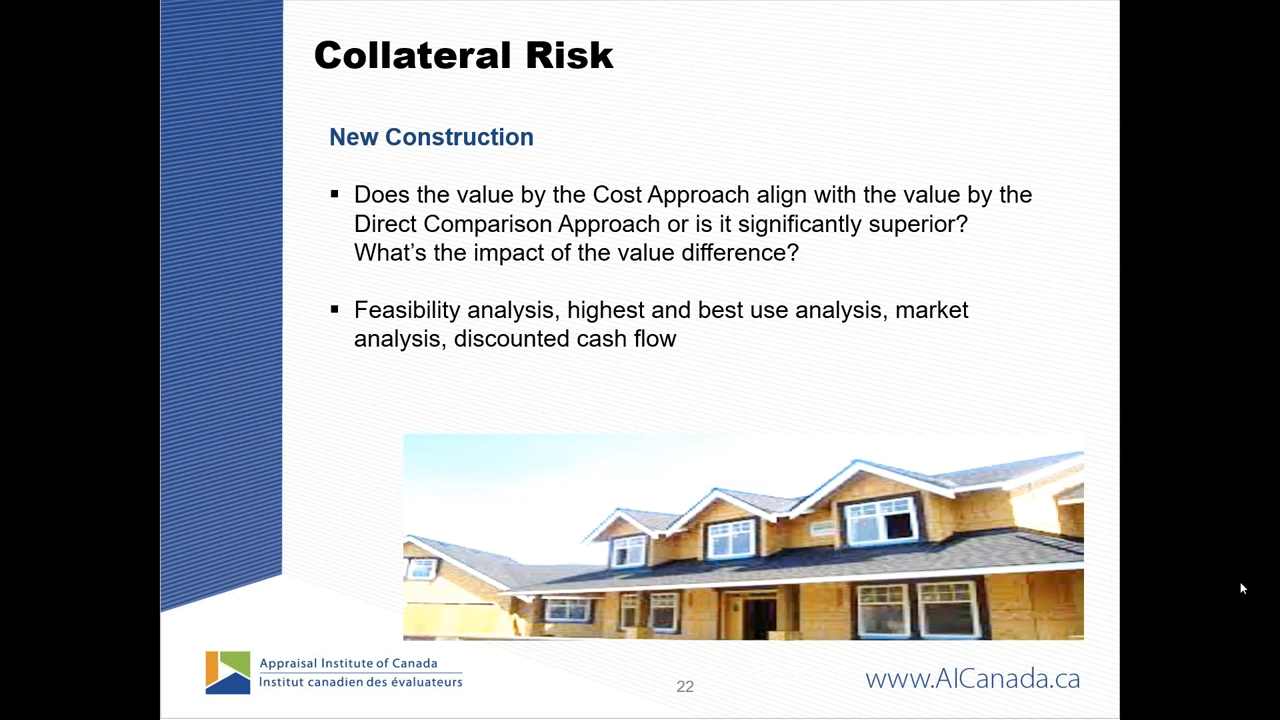 Collateral Risk
New Construction
▪ Does the value by the Cost Approach align with the value by the
Direct Comparison Approach or is it significantly superior?
What’s the impact of the value difference?
▪ Feasibility analysis, highest and best use analysis, market
analysis, discounted cash flow
Appraisal Institute of Canada
Institut canadien des évaluateurs
22
www.AICanada.ca